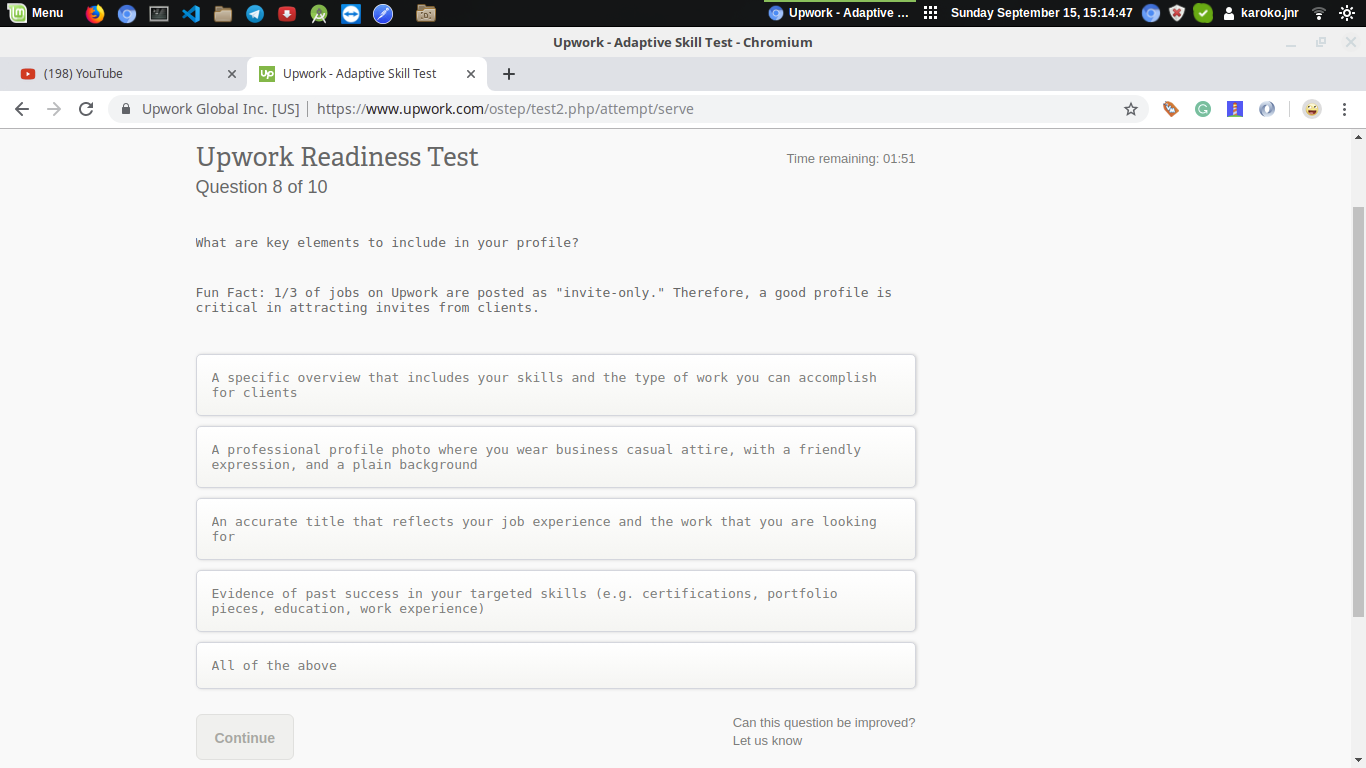 Menu
Upwork - Adaptive ...
Sunday September 15, 15:14:47
karoko.jnr
Upwork - Adaptive Skill Test - Chromium
(198) YouTube
Up
Upwork - Adaptive Skill Test
Upwork Global Inc. [US]
https://www.upwork.com/ostep/test2.php/attempt/serve
Upwork Readiness Test
Time remaining: 01:51
Question 8 of 10
What are key elements to include in your profile?
Fun Fact: 1/3 of jobs on Upwork are posted as "invite-only." Therefore, a good profile is
critical in attracting invites from clients.
A specific overview that includes your skills and the type of work you can accomplish
for clients
A professional profile photo where you wear business casual attire, with a friendly
expression, and a plain background
An accurate title that reflects your job experience and the work that you are looking
for
Evidence of past success in your targeted skills (e.g. certifications, portfolio
pieces, education, work experience)
All of the above
Continue
Can this question be improved?
Let us know